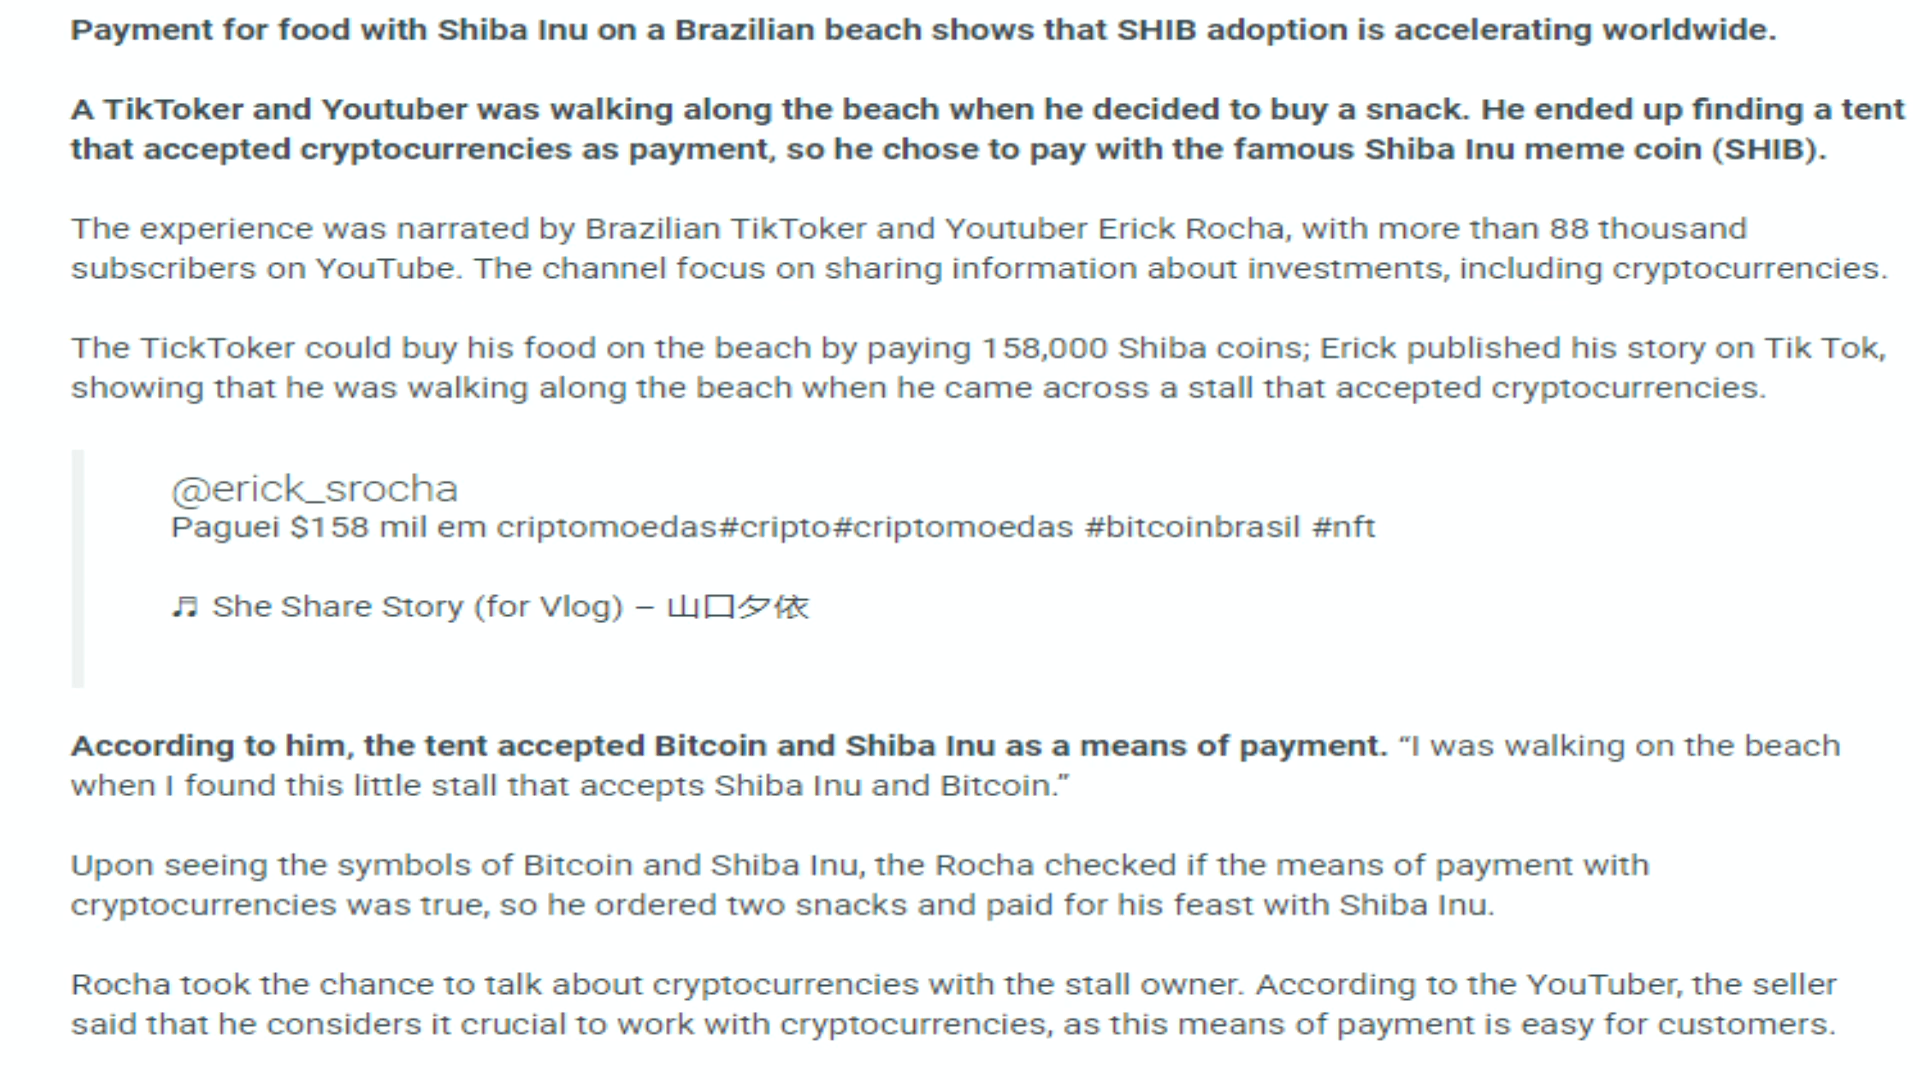 Payment for food with Shiba Inu on a Brazilian beach shows that SHIB adoption is accelerating worldwide.
A TikToker and Youtuber was walking along the beach when he decided to buy a snack. He ended up finding a tent
that accepted cryptocurrencies as payment, so he chose to pay with the famous Shiba Inu meme coin (SHIB).
The experience was narrated by Brazilian TikToker and Youtuber Erick Rocha, with more than 88 thousand
subscribers on YouTube. The channel focus on sharing information about investments, including cryptocurrencies.
The TickToker could buy his food on the beach by paying 158,000 Shiba coins; Erick published his story on Tik Tok,
showing that he was walking along the beach when he came across a stall that accepted cryptocurrencies.
@erick_srocha
Paguei $158 mil em criptomoedas#cripto#criptomoedas #bitcoinbrasil #nft
♬ She Share Story (for Vlog) – 山口夕依
According to him, the tent accepted Bitcoin and Shiba Inu as a means of payment. “I was walking on the beach
when I found this little stall that accepts Shiba Inu and Bitcoin.”
Upon seeing the symbols of Bitcoin and Shiba Inu, the Rocha checked if the means of payment with
cryptocurrencies was true, so he ordered two snacks and paid for his feast with Shiba Inu.
Rocha took the chance to talk about cryptocurrencies with the stall owner. According to the YouTuber, the seller
said that he considers it crucial to work with cryptocurrencies, as this means of payment is easy for customers.